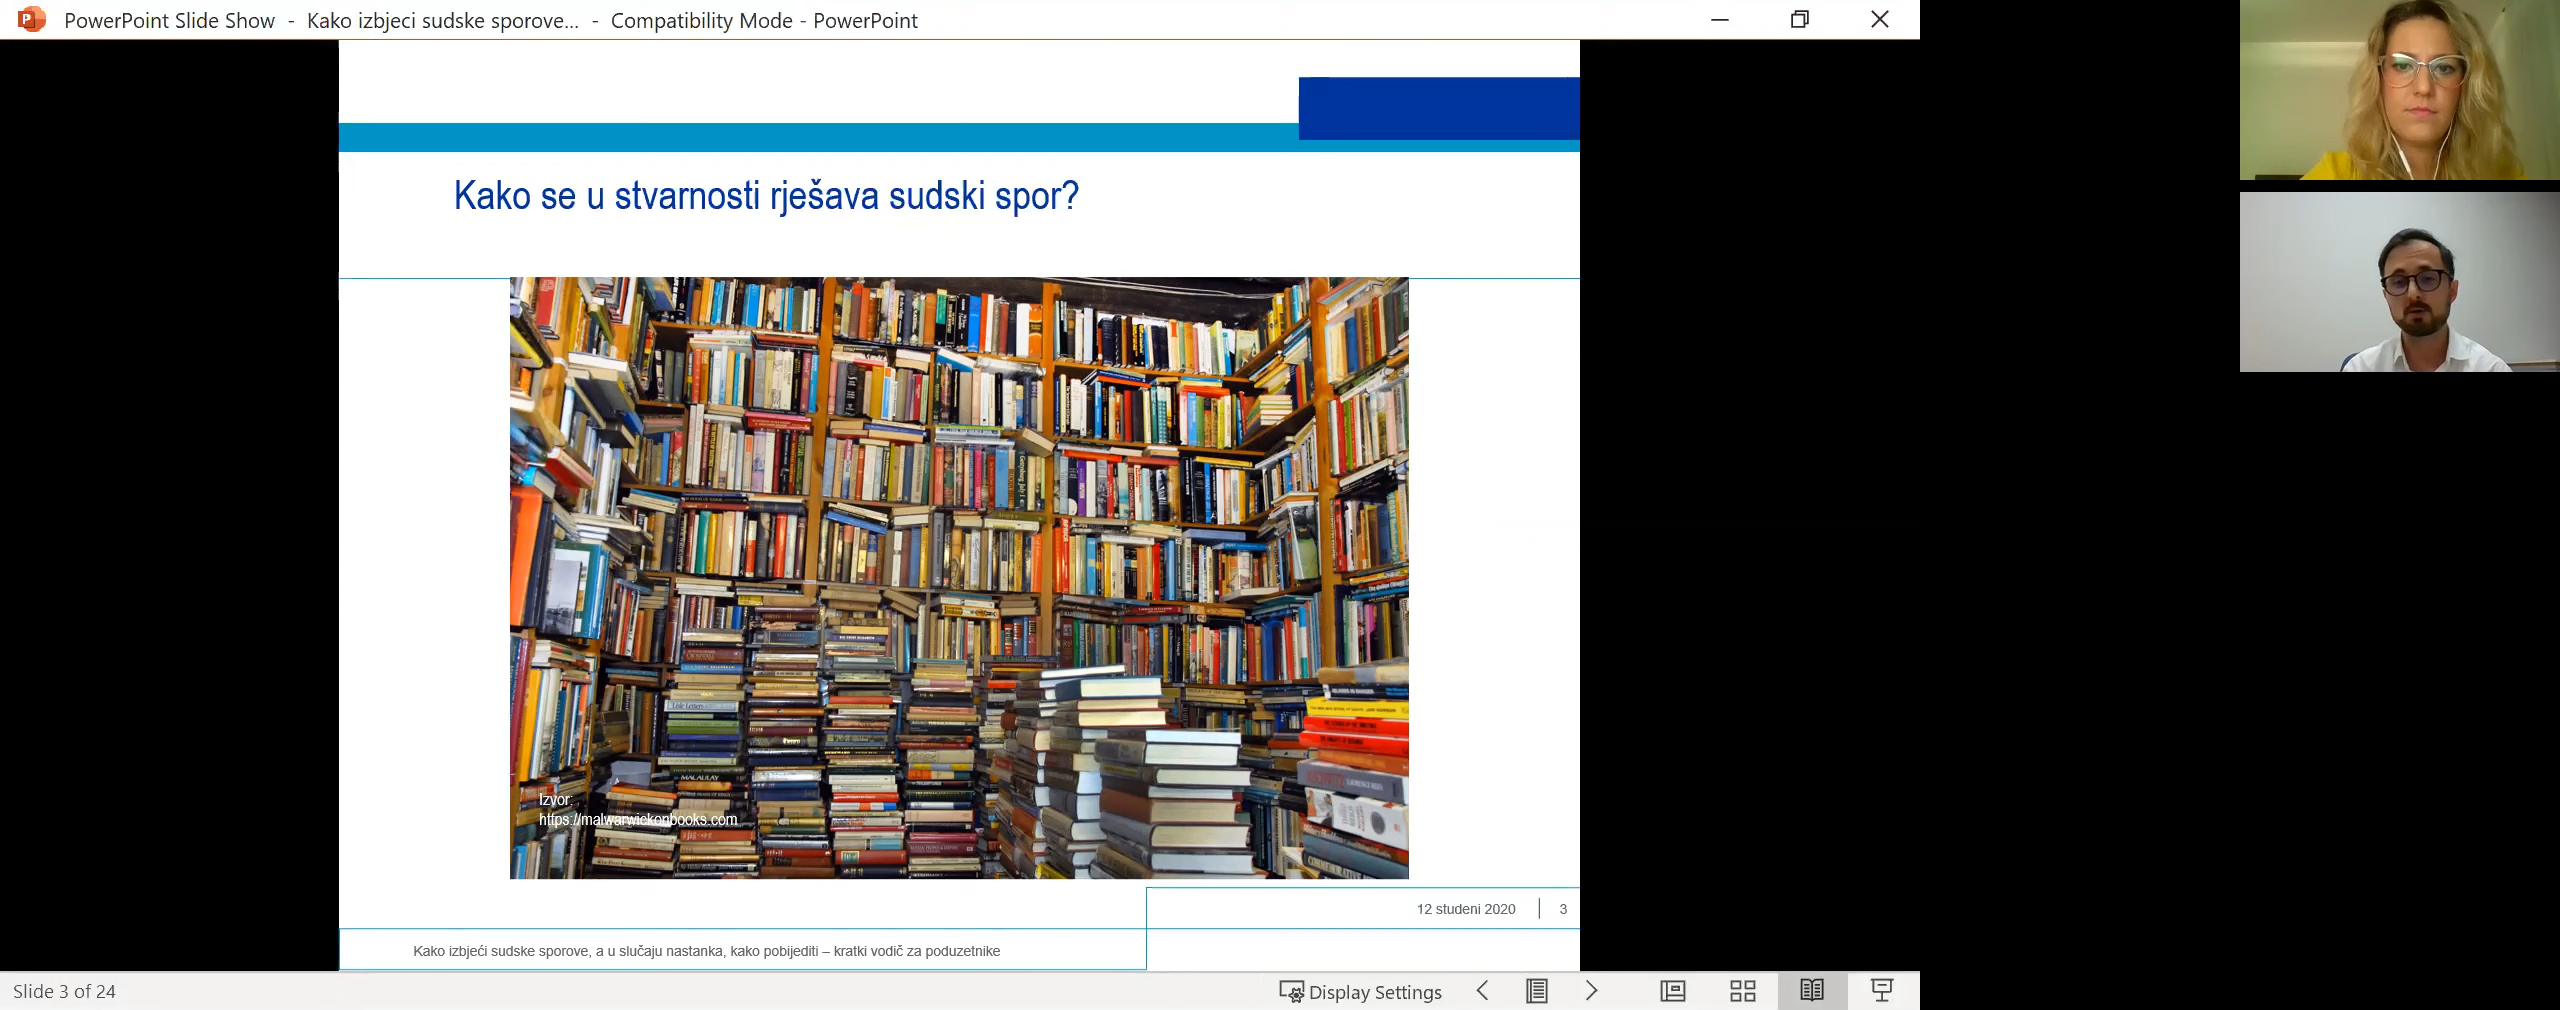 PowerPoint Slide Show - Kako izbjeci sudske sporove... - Compatibility Mode - PowerPoint
Kako se u stvarnosti rješava sudski spor?
MACAULAY
Izvor:
https://malwarwickonbooks.com
12 studeni 2020 3
Kako izbjeći sudske sporove, a u slučaju nastanka, kako pobijediti – kratki vodič za poduzetnike
Slide 3 of 24
Display Settings